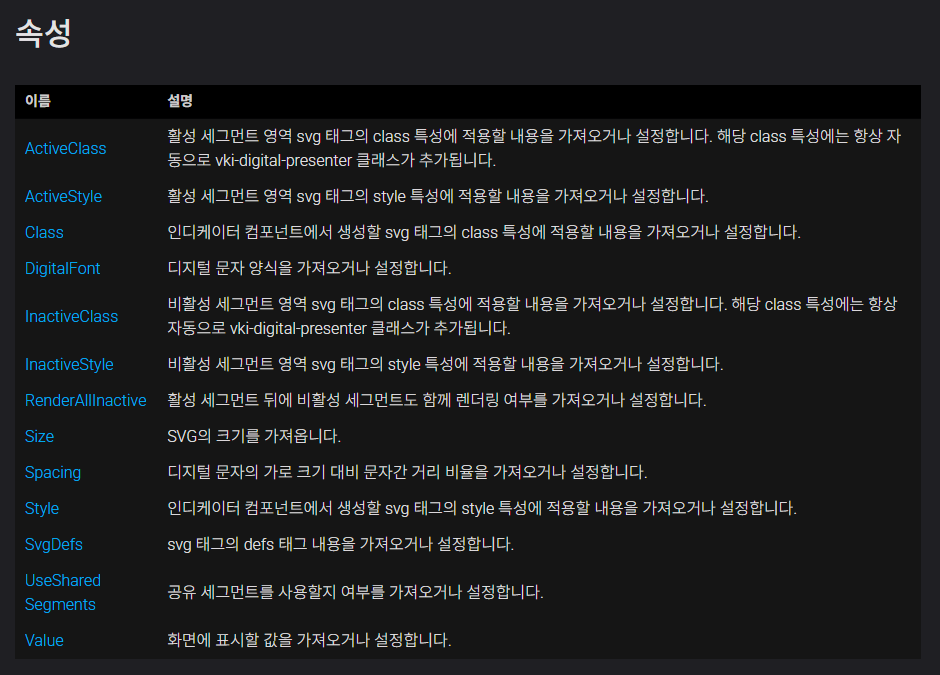 속성
이름 설명
ActiveClass 활성 세그먼트 영역 svg 태그의 class 특성에 적용할 내용을 가져오거나 설정합니다. 해당 class 특성에는 항상 자
동으로 vki-digital-presenter 클래스가 추가됩니다.
ActiveStyle 활성 세그먼트 영역 svg 태그의 style 특성에 적용할 내용을 가져오거나 설정합니다.
Class 인디케이터 컴포넌트에서 생성할 svg 태그의 class 특성에 적용할 내용을 가져오거나 설정합니다.
DigitalFont 디지털 문자 양식을 가져오거나 설정합니다.
InactiveClass 비활성 세그먼트 영역 svg 태그의 class 특성에 적용할 내용을 가져오거나 설정합니다. 해당 class 특성에는 항상
자동으로 vki-digital-presenter 클래스가 추가됩니다.
InactiveStyle 비활성 세그먼트 영역 svg 태그의 style 특성에 적용할 내용을 가져오거나 설정합니다.
RenderAllInactive 활성 세그먼트 뒤에 비활성 세그먼트도 함께 렌더링 여부를 가져오거나 설정합니다.
Size SVG의 크기를 가져옵니다.
Spacing 디지털 문자의 가로 크기 대비 문자간 거리 비율을 가져오거나 설정합니다.
Style 인디케이터 컴포넌트에서 생성할 svg 태그의 style 특성에 적용할 내용을 가져오거나 설정합니다.
SvgDefs svg 태그의 defs 태그 내용을 가져오거나 설정합니다.
UseShared
Segments 공유 세그먼트를 사용할지 여부를 가져오거나 설정합니다.
Value 화면에 표시할 값을 가져오거나 설정합니다.